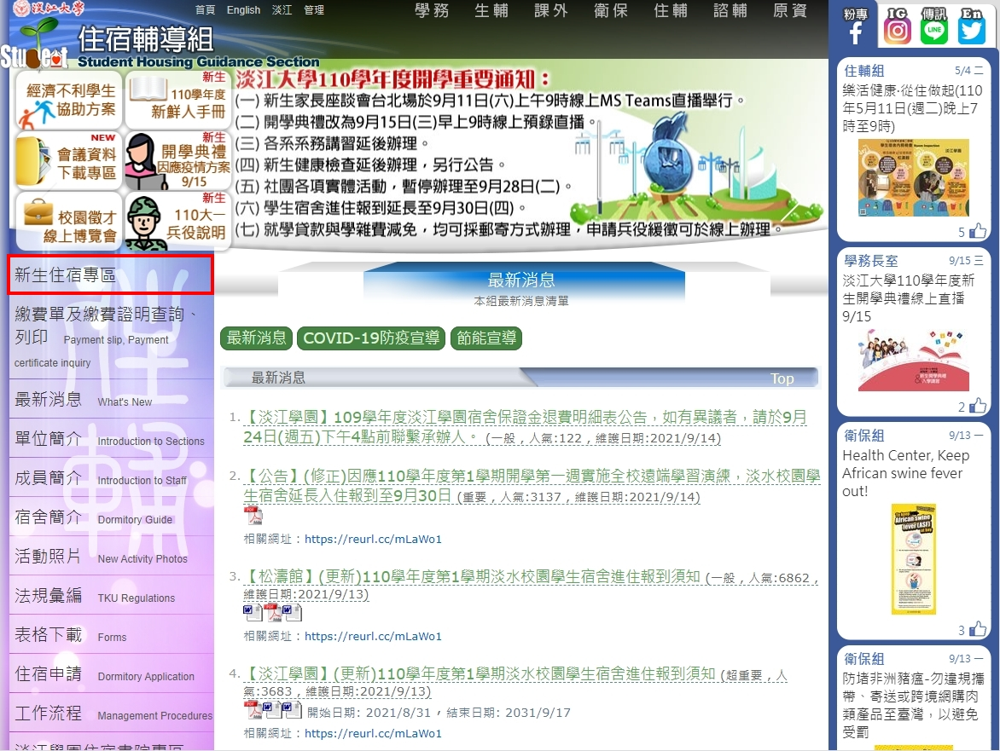 淡江大學
首頁 English 淡江 管理
學務 生輔 課外 衛保 住輔 諮輔 原資
Student
住宿輔導組
Student Housing Guidance Section
經濟不利學生
協助方案
新生
110學年度
新鮮人手冊
NEW
會議資料
下載專區
新生
開學典禮
因應疫情方案
9/15
校園徵才
線上博覽會
新生
110大一
兵役說明
淡江大學110學年度開學重要通知：
(一) 新生家長座談會台北場於9月11日(六)上午9時線上MS Teams直播舉行。
(二) 開學典禮改為9月15日(三)早上9時線上預錄直播。
(三) 各系系務講習延後辦理。
(四) 新生健康檢查延後辦理，另行公告。
(五) 社團各項實體活動，暫停辦理至9月28日(二)。
(六) 學生宿舍進住報到延長至9月30日(四)。
(七) 就學貸款與學雜費減免，均可採郵寄方式辦理，申請兵役緩徵可於線上辦理。
TKU
新生住宿專區
繳費單及繳費證明查詢、
列印 Payment slip, Payment
certificate inquiry
最新消息 What's New
單位簡介 Introduction to Sections
成員簡介 Introduction to Staff
宿舍簡介 Dormitory Guide
活動照片 New Activity Photos
法規彙編 TKU Regulations
表格下載 Forms
住宿申請 Dormitory Application
工作流程 Management Procedures
淡江學園住宿書院專區
住輔
最新消息
本組最新消息清單
最新消息 COVID-19防疫宣導 節能宣導
最新消息 Top
1. 【淡江學園】109學年度淡江學園宿舍保證金退費明細表公告，如有異議者，請於9月
24日(週五)下午4點前聯繫承辦人。 (一般，人氣:122，維護日期:2021/9/14)
2. 【公告】(修正)因應110學年度第1學期開學第一週實施全校遠端學習演練，淡水校園學
生宿舍延長入住報到至9月30日 (重要，人氣:3137，維護日期:2021/9/14)
相關網址：https://reurl.cc/mLaWo1
3. 【松濤館】(更新)110學年度第1學期淡水校園學生宿舍進住報到須知 (一般，人氣:6862，
維護日期:2021/9/13)
相關網址：https://reurl.cc/mLaWo1
4. 【淡江學園】(更新)110學年度第1學期淡水校園學生宿舍進住報到須知 (超重要，人
氣:3683，維護日期:2021/9/13)
開始日期: 2021/8/31，結束日期: 2031/9/17
相關網址：https://reurl.cc/mLaWo1
粉專 IG 傳訊 En
LINE
住輔組 5/4 二
樂活健康·從住做起(110
年5月11日(週二)晚上7
時至9時)
5
學務長室 9/15 三
淡江大學110學年度新
生開學典禮線上直播
9/15
2
衛保組 9/13 一
Health Center, Keep
African swine fever
out!
To keep
African swine
fever (ASF)
at bay
3
衛保組 9/13 一
防堵非洲豬瘟-勿違規攜
帶、寄送或跨境網購肉
類產品至臺灣，以避免
受罰